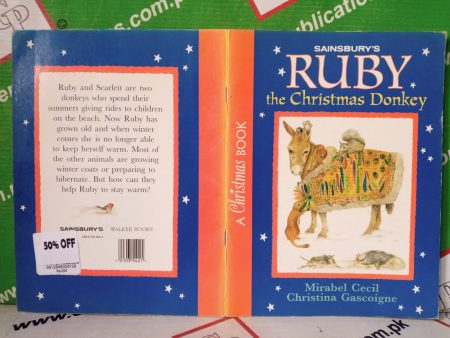 Ruby and Scarlett are two
donkeys who spend their
summers giving rides to children
on the beach. Now Ruby has
grown old and when winter
comes she is no longer able
to keep herself warm. Most
of the other animals are growing
winter coats or preparing to
hibernate. But how can they
help Ruby to stay warm?
SAINSBURY'S
WALKER BOOKS
50% OFF
A Christmas BOOK
SAINSBURY'S
RUBY
the Christmas Donkey
Mirabel Cecil
Christina Gascoigne
publication
.com.pk